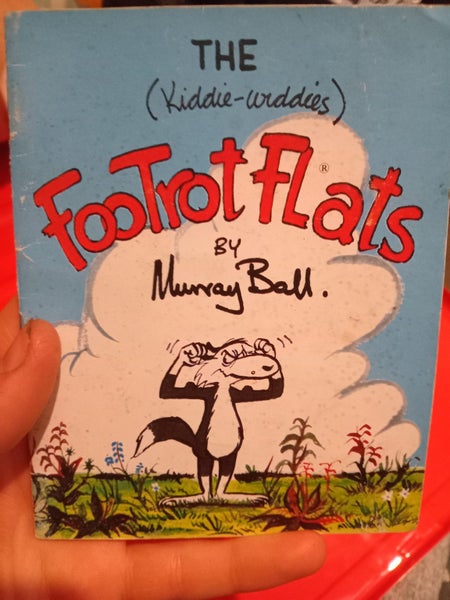 THE
(Kiddie-widdies)
FOOTROT FLATS ®
BY
Murray Ball.